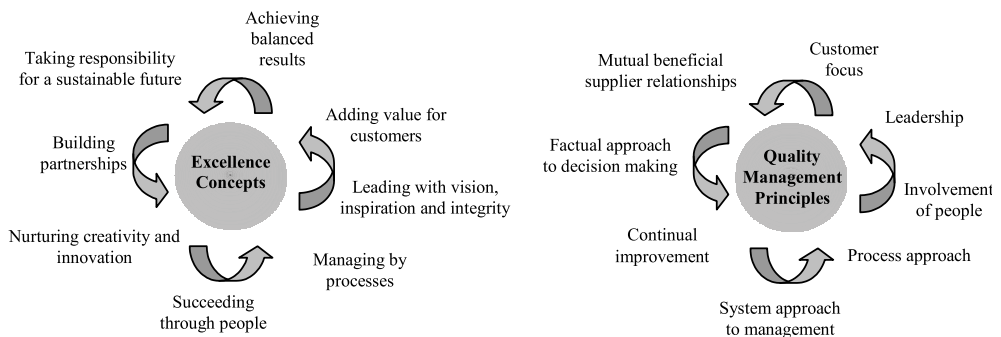 Achieving
balanced
results
Taking responsibility
for a sustainable future
Adding value for
customers
Building
partnerships
Excellence
Concepts
Leading with vision,
inspiration and integrity
Nurturing creativity and
innovation
Managing by
processes
Succeeding
through people
Customer
focus
Mutual beneficial
supplier relationships
Leadership
Factual approach
to decision making
Quality
Management
Principles
Involvement
of people
Continual
improvement
Process approach
System approach
to management